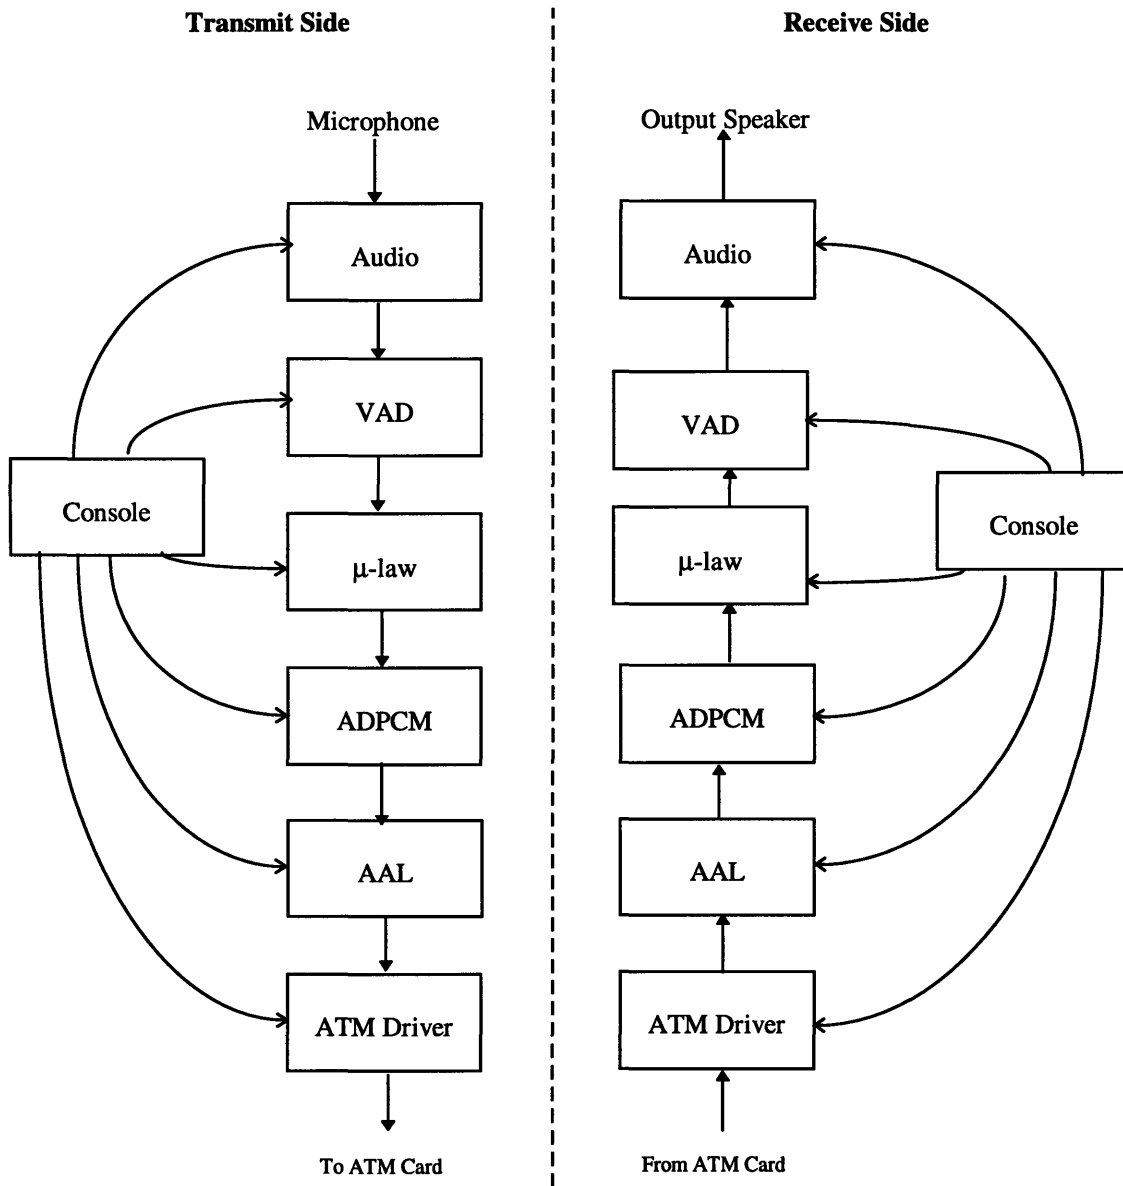 Transmit Side
Microphone
Audio
VAD
Console
µ-law
ADPCM
AAL
ATM Driver
To ATM Card
Receive Side
Output Speaker
Audio
VAD
Console
µ-law
ADPCM
AAL
ATM Driver
From ATM Card